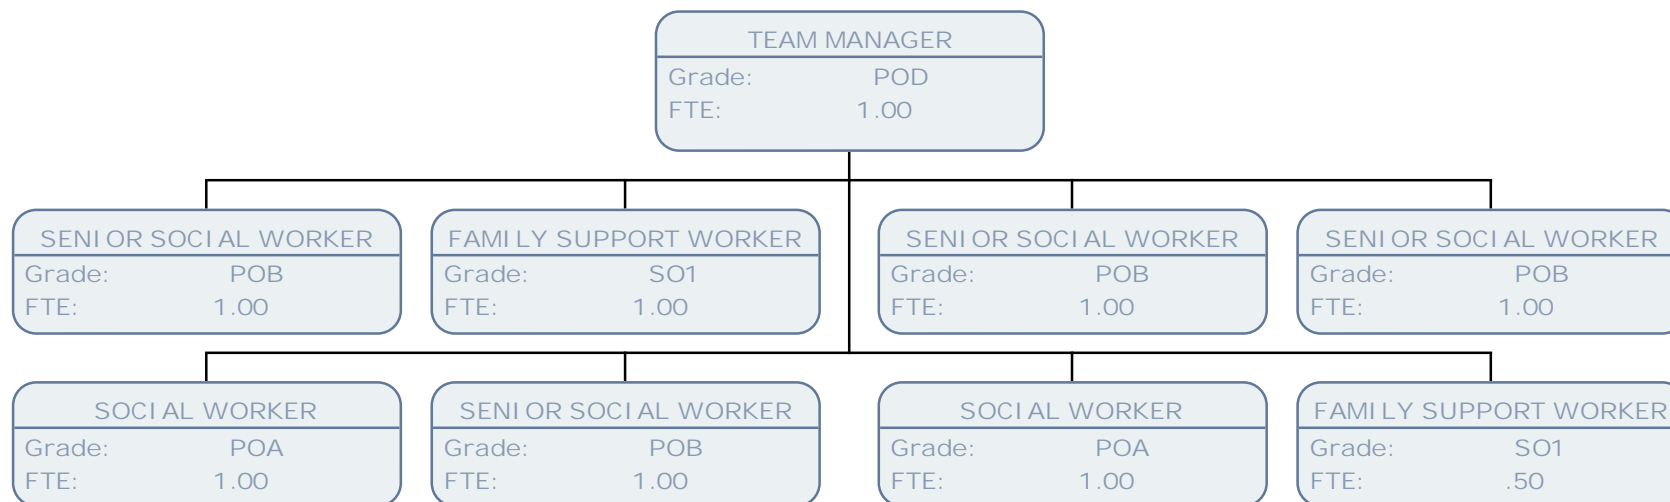 TEAM MANAGER
Grade: POD
FTE: 1.00
SENIOR SOCIAL WORKER
Grade: POB
FTE: 1.00
FAMILY SUPPORT WORKER
Grade: SO1
FTE: 1.00
SENIOR SOCIAL WORKER
Grade: POB
FTE: 1.00
SENIOR SOCIAL WORKER
Grade: POB
FTE: 1.00
SOCIAL WORKER
Grade: POA
FTE: 1.00
SENIOR SOCIAL WORKER
Grade: POB
FTE: 1.00
SOCIAL WORKER
Grade: POA
FTE: 1.00
FAMILY SUPPORT WORKER
Grade: SO1
FTE: .50